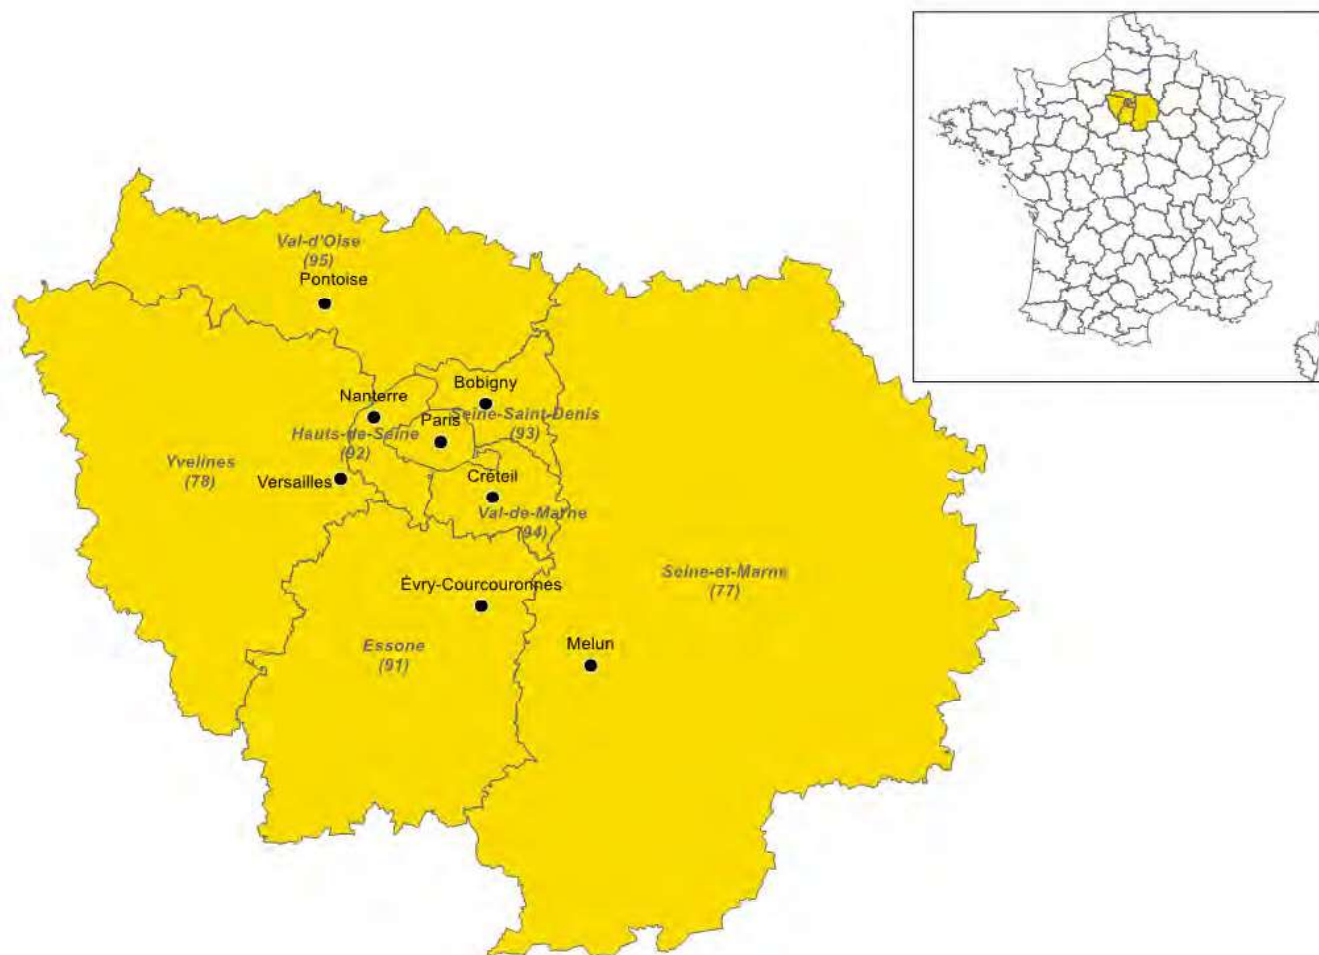 Val-d'Oise
(95)
Pontoise
Nanterre
Bobigny
Seine-Saint-Denis
(93)
Paris
Hauts-de-Seine
(92)
Yvelines
(78)
Versailles
Créteil
Val-de-Marne
(94)
Seine-et-Marne
(77)
Évry-Courcouronnes
Essone
(91)
Melun